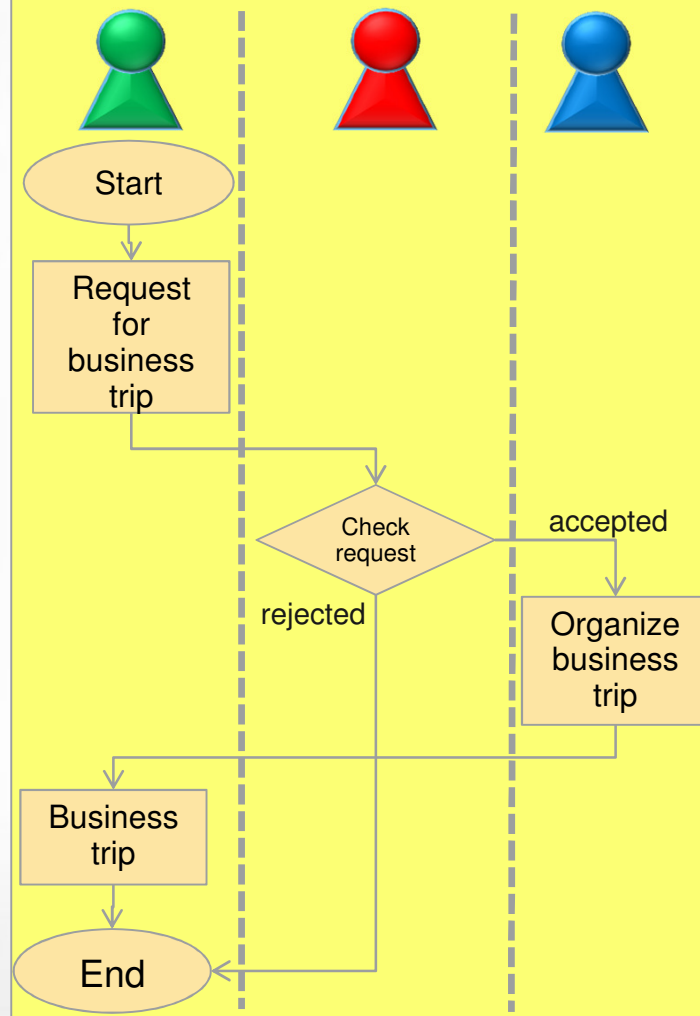 Start
Request
for
business
trip
Check
request
accepted
rejected
Organize
business
trip
Business
trip
End